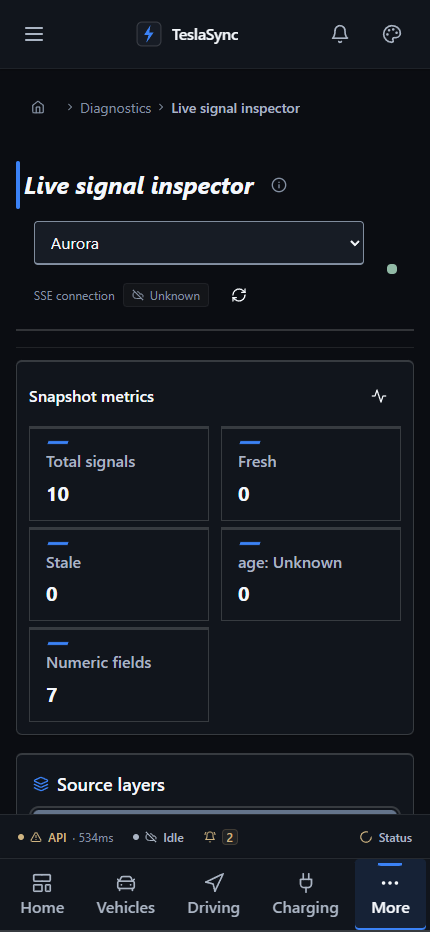 TeslaSync
Diagnostics Live signal inspector
Live signal inspector
Aurora
SSE connection Unknown
Snapshot metrics
Total signals
10
Fresh
0
Stale
0
age: Unknown
0
Numeric fields
7
Source layers
API · 534ms Idle 2 Status
Home Vehicles Driving Charging More